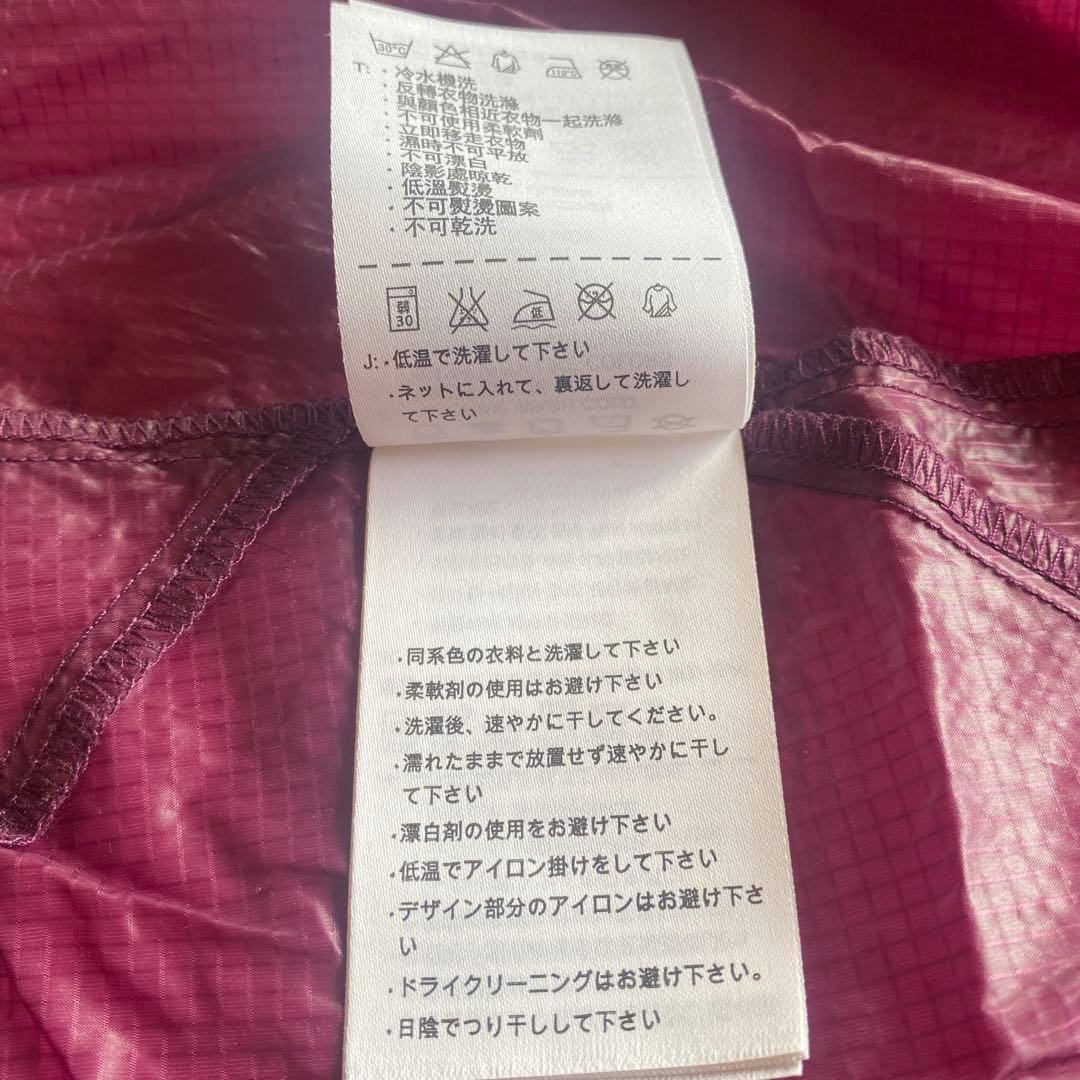 30°C 110°C
T: ·冷水機洗
·反轉衣物洗滌
·與顏色相近衣物一起洗滌
·不可使用柔軟劑
·立即移走衣物
·濕時不可平放
·不可漂白
·陰影處晾乾
·低溫熨燙
·不可熨燙圖案
·不可乾洗
弱 30 低
J: ·低温で洗濯して下さい
·ネットに入れて、裏返して洗濯し
て下さい
·同系色の衣料と洗濯して下さい
·柔軟剤の使用はお避け下さい
·洗濯後、速やかに干してください。
·濡れたままで放置せず速やかに干し
て下さい
·漂白剤の使用をお避け下さい
·低温でアイロン掛けをして下さい
·デザイン部分のアイロンはお避け下さ
い
·ドライクリーニングはお避け下さい。
·日陰でつり干しして下さい